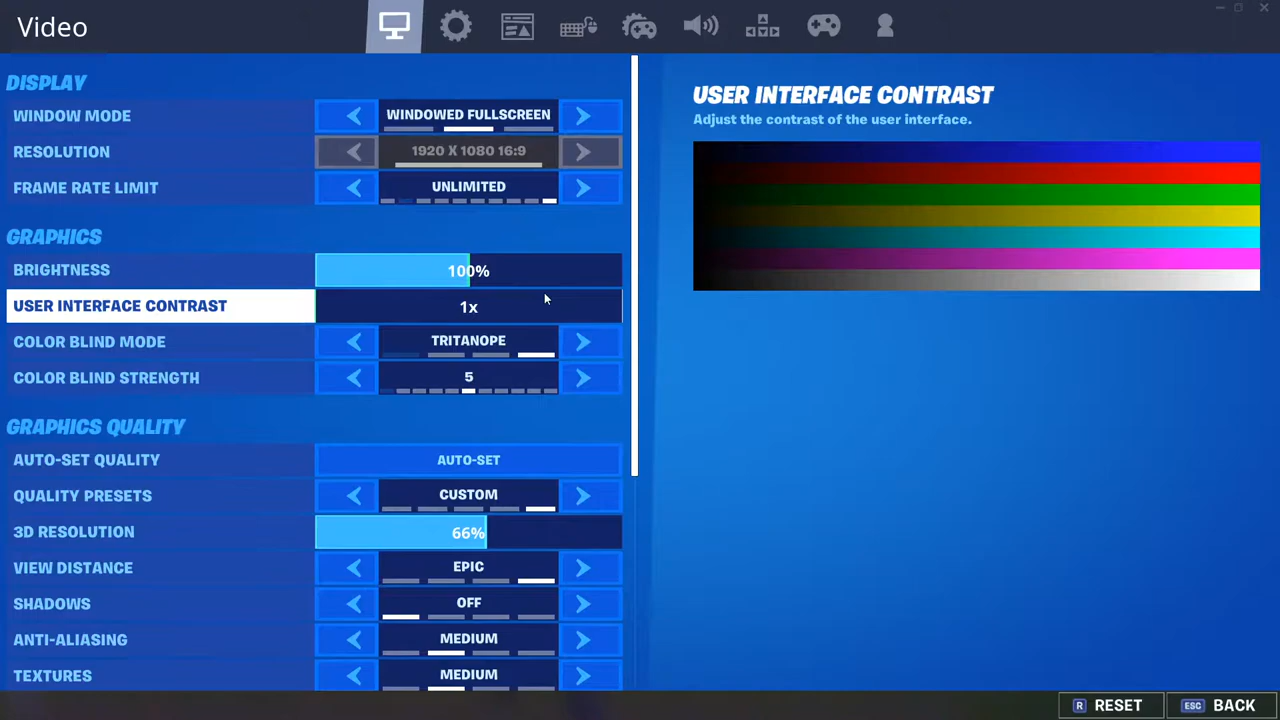 Video
DISPLAY
WINDOW MODE
WINDOWED FULLSCREEN
RESOLUTION
1920 X 1080 16:9
FRAME RATE LIMIT
UNLIMITED
GRAPHICS
BRIGHTNESS
100%
USER INTERFACE CONTRAST
1x
COLOR BLIND MODE
TRITANOPE
COLOR BLIND STRENGTH
5
GRAPHICS QUALITY
AUTO-SET QUALITY
AUTO-SET
QUALITY PRESETS
CUSTOM
3D RESOLUTION
66%
VIEW DISTANCE
EPIC
SHADOWS
OFF
ANTI-ALIASING
MEDIUM
TEXTURES
MEDIUM
USER INTERFACE CONTRAST
Adjust the contrast of the user interface.
R RESET
ESC BACK